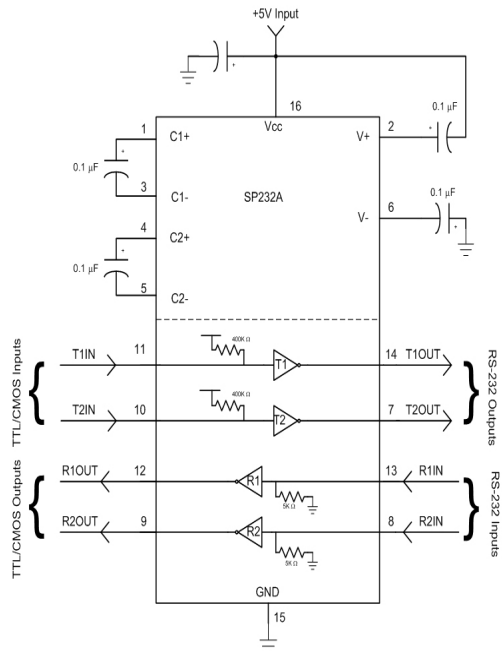 +5V Input
16
Vcc
1
C1+
0.1 µF
3
C1-
4
C2+
0.1 µF
5
C2-
SP232A
2
V+
0.1 µF
6
V-
0.1 µF
TTL/CMOS Inputs
T1IN
11
400K Ω
T1
14
T1OUT
T2IN
10
400K Ω
T2
7
T2OUT
RS-232 Outputs
TTL/CMOS Outputs
R1OUT
12
R1
5K Ω
13
R1IN
R2OUT
9
R2
5K Ω
8
R2IN
RS-232 Inputs
GND
15